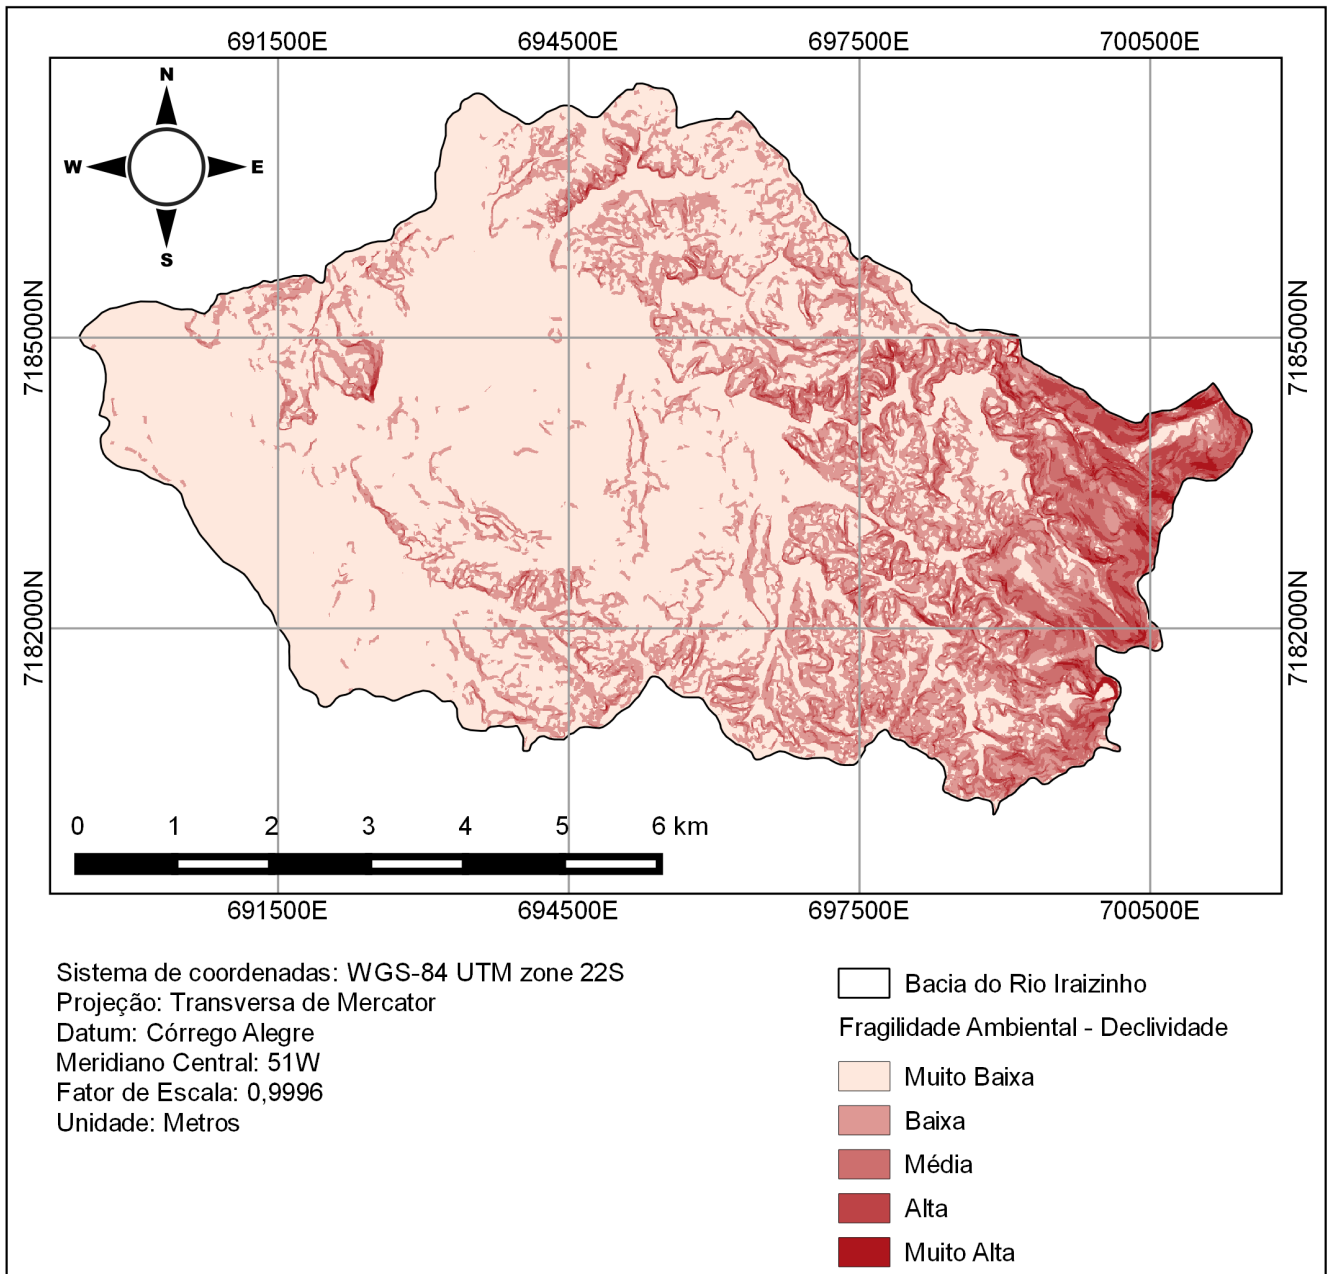 691500E 694500E 697500E 700500E
N
W E
S
7185000N 7185000N
7182000N 7182000N
0 1 2 3 4 5 6 km
691500E 694500E 697500E 700500E
Sistema de coordenadas: WGS-84 UTM zone 22S
Projeção: Transversa de Mercator
Datum: Córrego Alegre
Meridiano Central: 51W
Fator de Escala: 0,9996
Unidade: Metros
Bacia do Rio Iraizinho
Fragilidade Ambiental - Declividade
Muito Baixa
Baixa
Média
Alta
Muito Alta